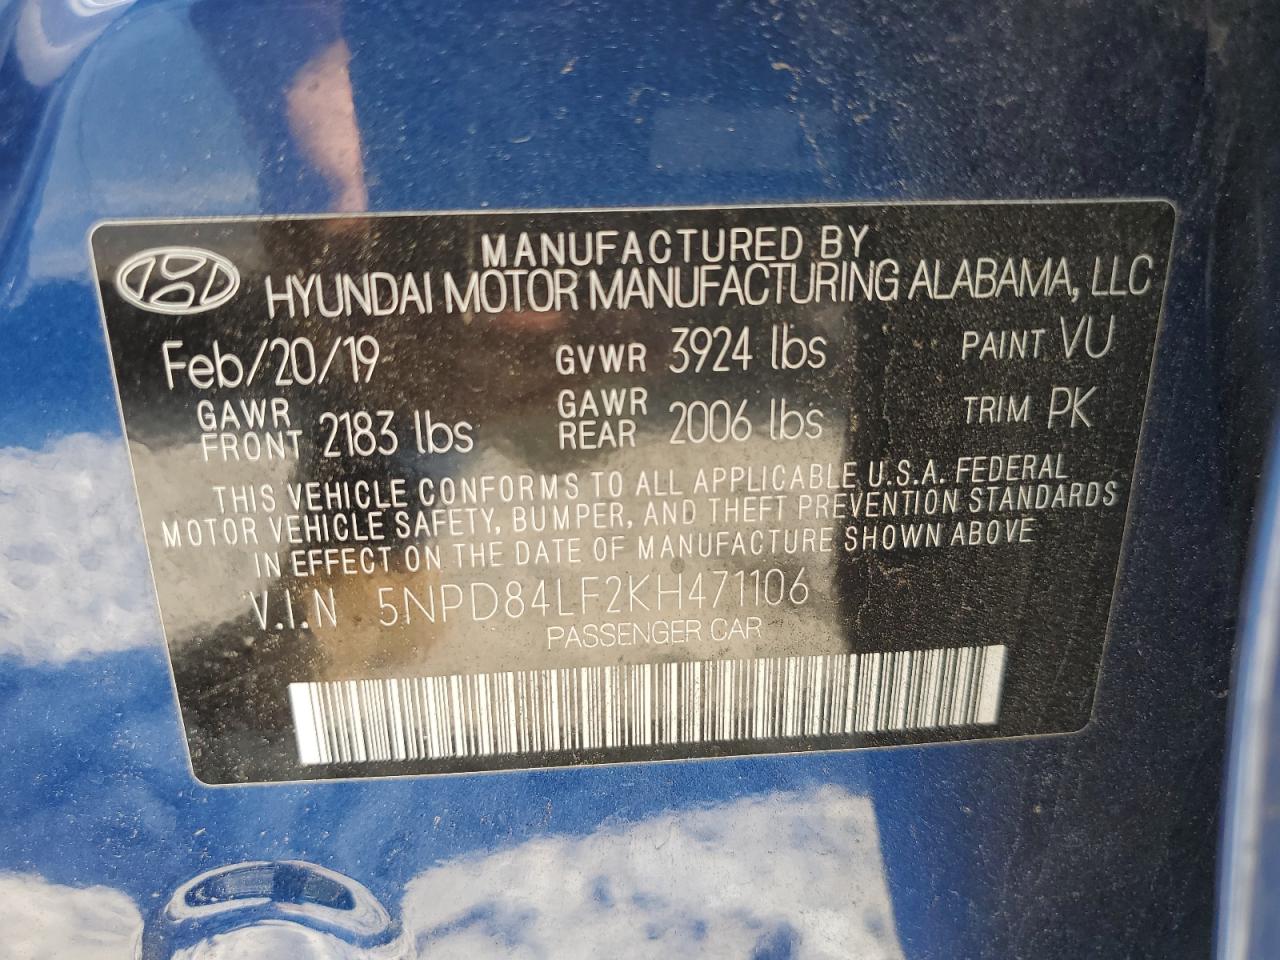 MANUFACTURED BY
HYUNDAI MOTOR MANUFACTURING ALABAMA, LLC
Feb/20/19 GVWR 3924 lbs PAINT VU
GAWR FRONT 2183 lbs GAWR REAR 2006 lbs TRIM PK
THIS VEHICLE CONFORMS TO ALL APPLICABLE U.S.A. FEDERAL
MOTOR VEHICLE SAFETY, BUMPER, AND THEFT PREVENTION STANDARDS
IN EFFECT ON THE DATE OF MANUFACTURE SHOWN ABOVE
V.I.N 5NPD84LF2KH471106
PASSENGER CAR